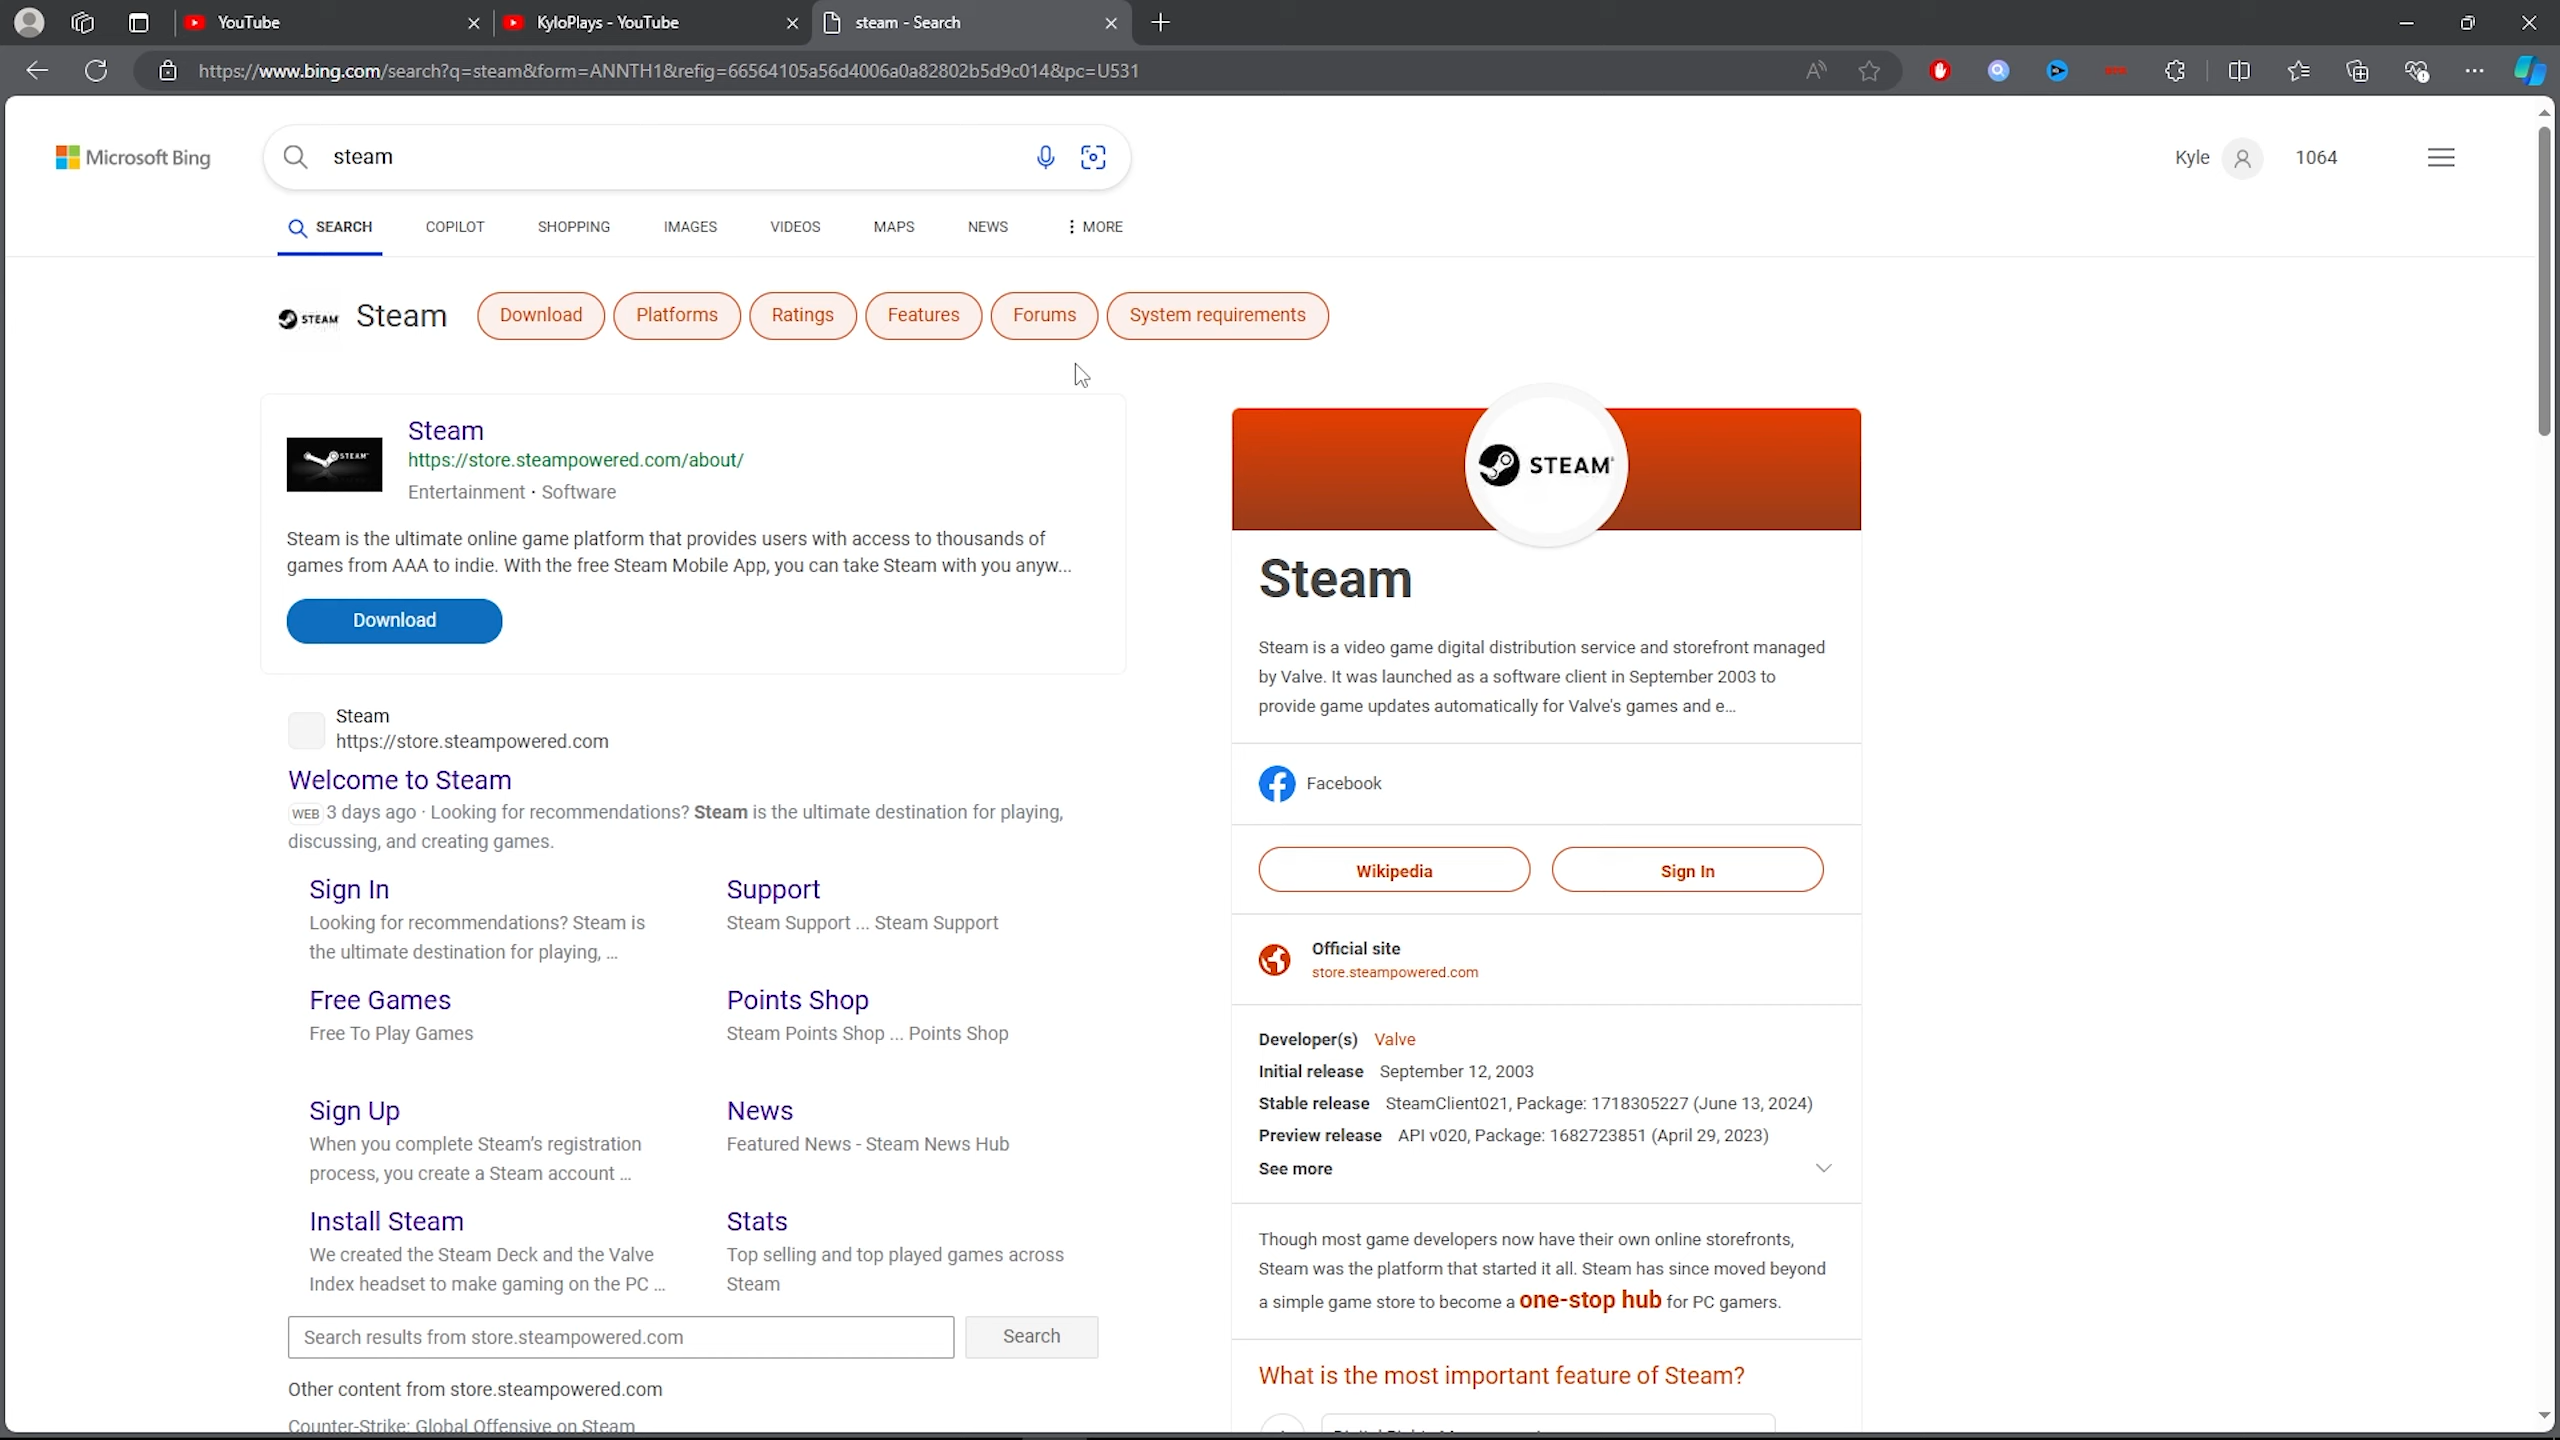 YouTube
KyloPlays - YouTube
steam - Search
https://www.bing.com/search?q=steam&form=ANNTH1&refig=66564105a56d4006a0a82802b5d9c014&pc=U531
Microsoft Bing
steam
Kyle
1064
SEARCH
COPILOT
SHOPPING
IMAGES
VIDEOS
MAPS
NEWS
MORE
STEAM
Steam
Download
Platforms
Ratings
Features
Forums
System requirements
STEAM
Steam
https://store.steampowered.com/about/
Entertainment · Software
Steam is the ultimate online game platform that provides users with access to thousands of
games from AAA to indie. With the free Steam Mobile App, you can take Steam with you anyw...
Download
Steam
https://store.steampowered.com
Welcome to Steam
WEB 3 days ago · Looking for recommendations? Steam is the ultimate destination for playing,
discussing, and creating games.
Sign In
Looking for recommendations? Steam is
the ultimate destination for playing, ...
Support
Steam Support ... Steam Support
Free Games
Free To Play Games
Points Shop
Steam Points Shop ... Points Shop
Sign Up
When you complete Steam's registration
process, you create a Steam account ...
News
Featured News - Steam News Hub
Install Steam
We created the Steam Deck and the Valve
Index headset to make gaming on the PC ...
Stats
Top selling and top played games across
Steam
Search results from store.steampowered.com
Search
Other content from store.steampowered.com
Counter-Strike: Global Offensive on Steam
STEAM
Steam
Steam is a video game digital distribution service and storefront managed
by Valve. It was launched as a software client in September 2003 to
provide game updates automatically for Valve's games and e...
Facebook
Wikipedia
Sign In
Official site
store.steampowered.com
Developer(s) Valve
Initial release September 12, 2003
Stable release SteamClient021, Package: 1718305227 (June 13, 2024)
Preview release API v020, Package: 1682723851 (April 29, 2023)
See more
Though most game developers now have their own online storefronts,
Steam was the platform that started it all. Steam has since moved beyond
a simple game store to become a one-stop hub for PC gamers.
What is the most important feature of Steam?